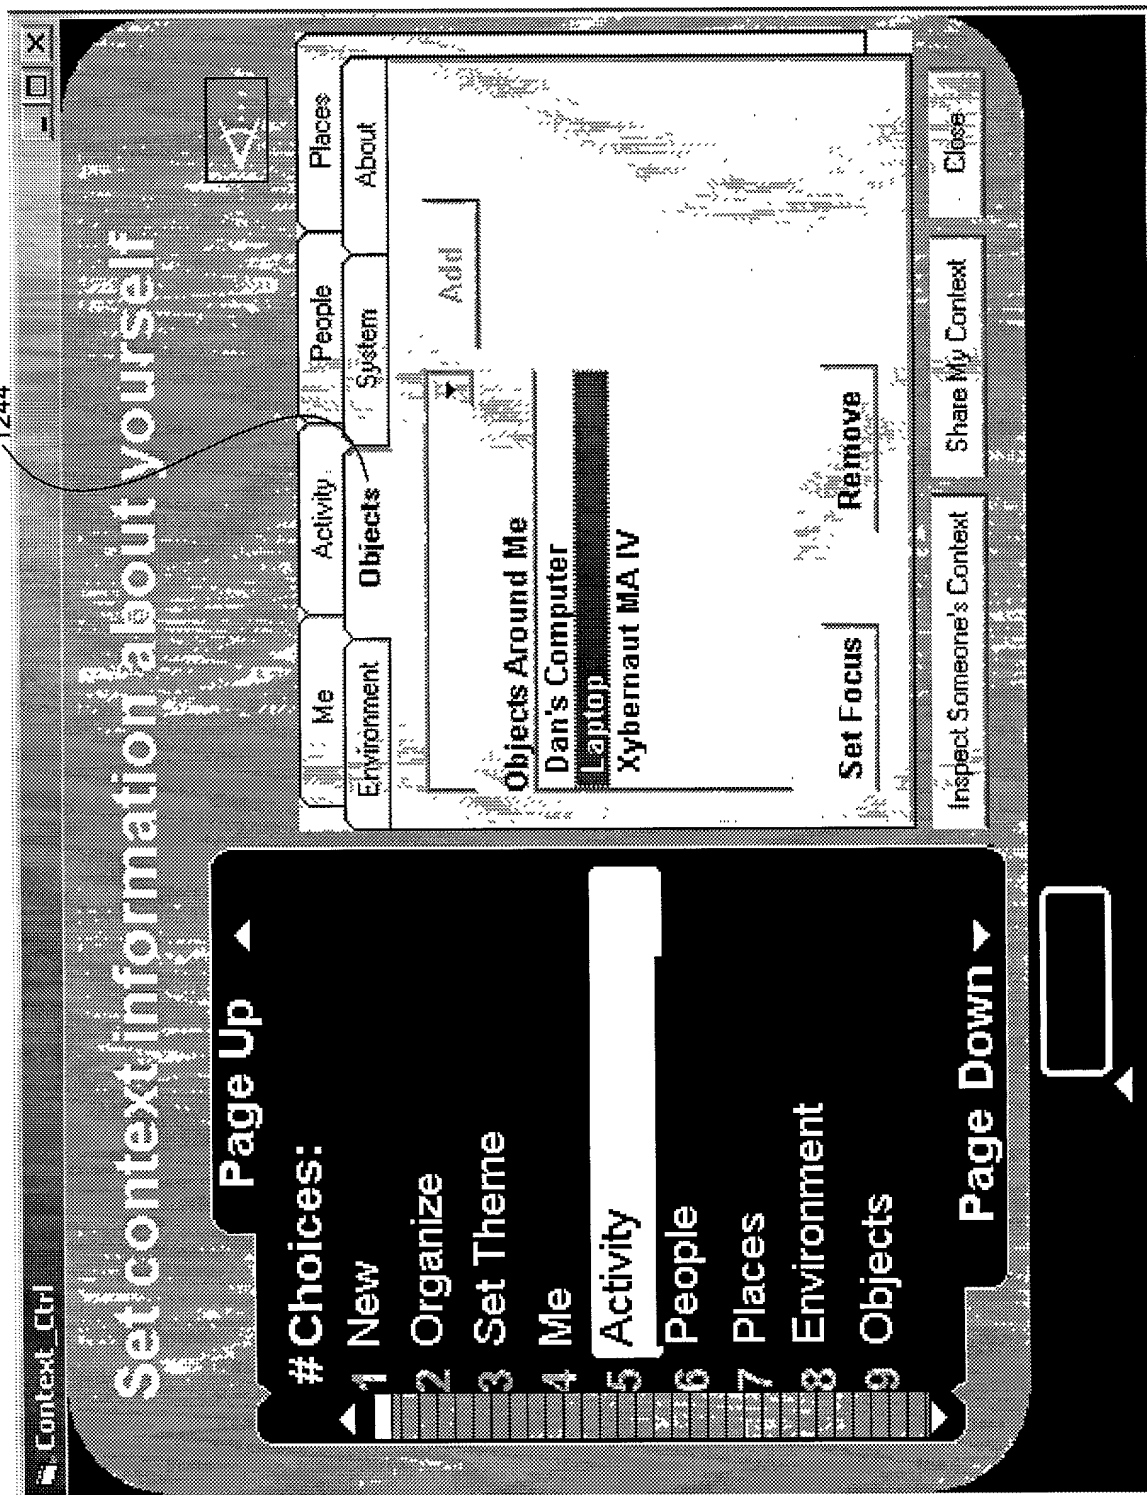 1244
Context_Ctrl
Set context information about yourself
Page Up
# Choices:
1 New
2 Organize
3 Set Theme
4 Me
5 Activity
6 People
7 Places
8 Environment
9 Objects
Page Down
Me Activity People Places
Environment Objects System About
Add
Objects Around Me
Dan's Computer
Laptop
Xybernaut MA IV
Set Focus Remove
Inspect Someone's Context Share My Context Close